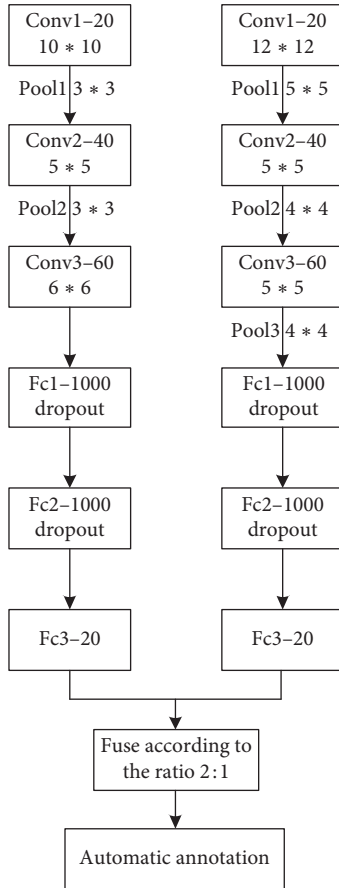 Conv1–20
10 * 10
Pool1 3 * 3
Conv2–40
5 * 5
Pool2 3 * 3
Conv3–60
6 * 6
Fc1–1000
dropout
Fc2–1000
dropout
Fc3–20
Conv1–20
12 * 12
Pool1 5 * 5
Conv2–40
5 * 5
Pool2 4 * 4
Conv3–60
5 * 5
Pool3 4 * 4
Fc1–1000
dropout
Fc2–1000
dropout
Fc3–20
Fuse according to
the ratio 2:1
Automatic annotation